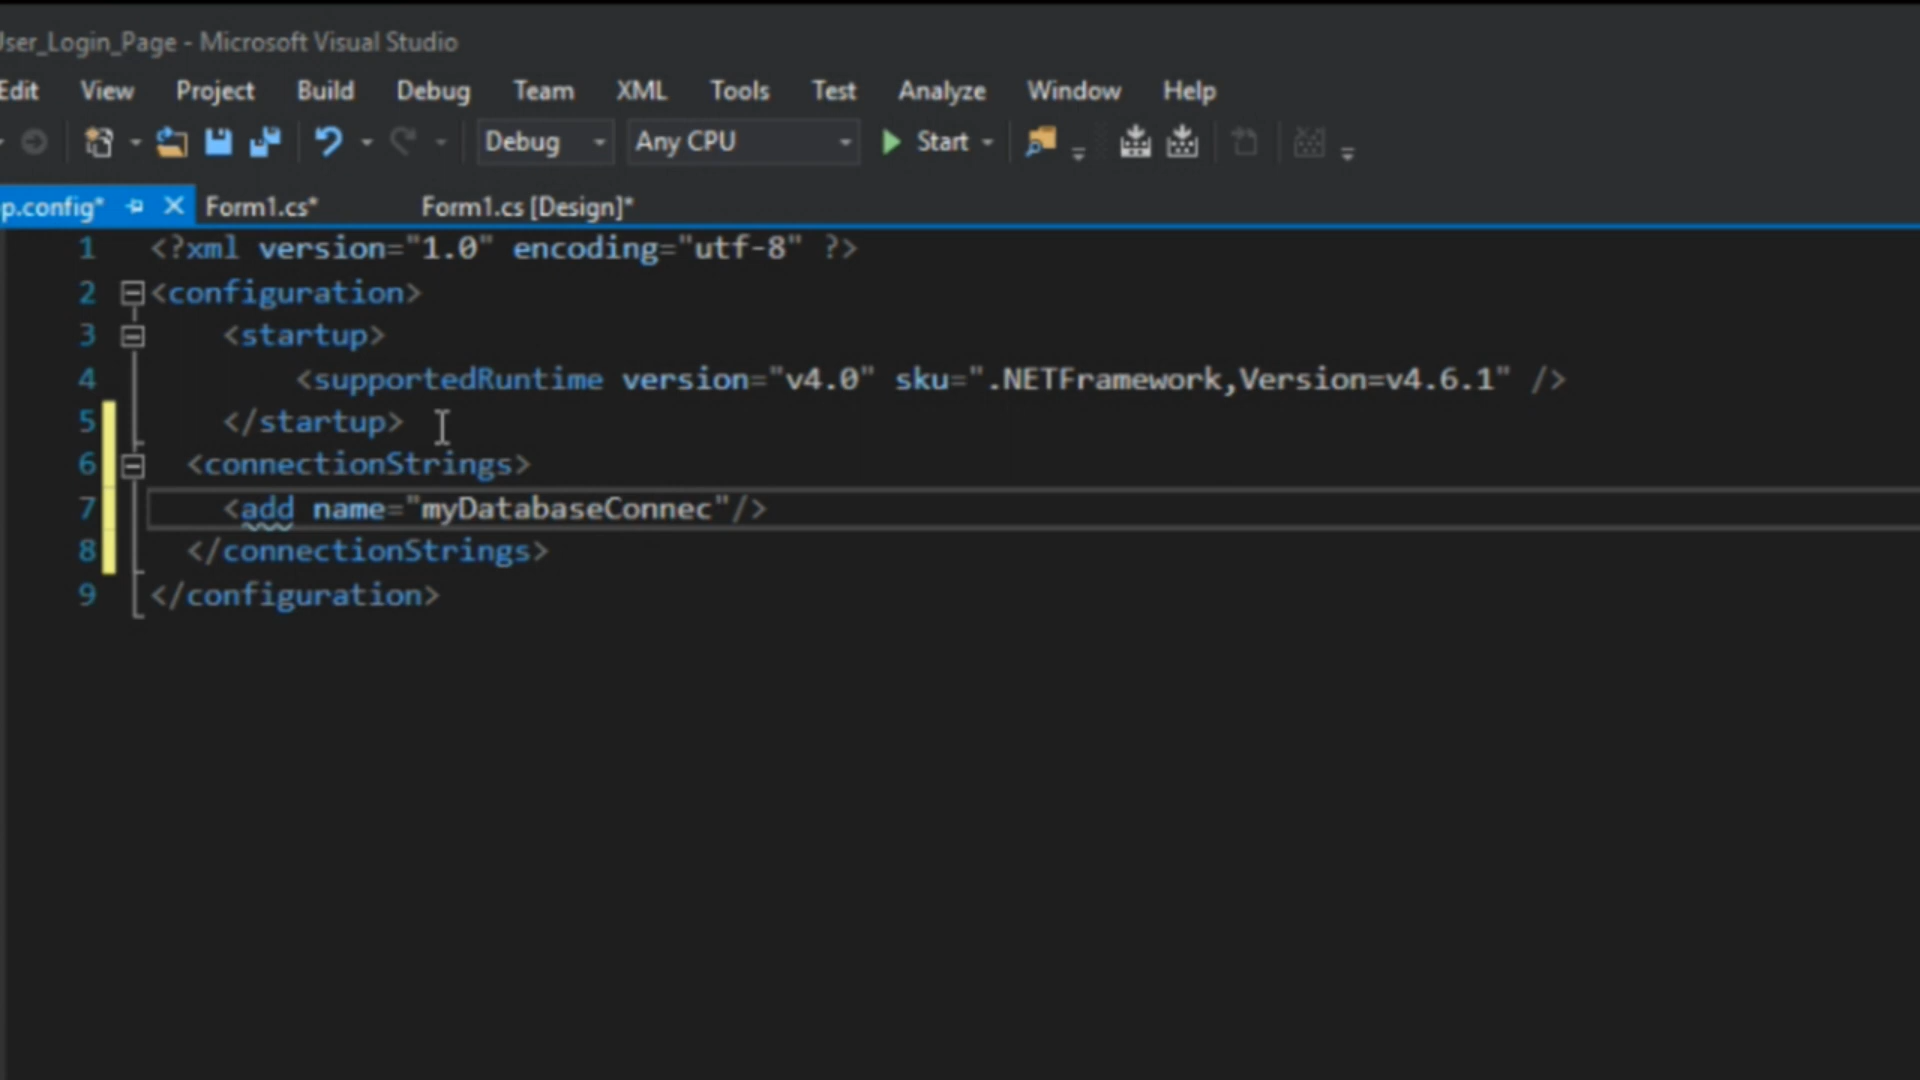 User_Login_Page - Microsoft Visual Studio
Edit View Project Build Debug Team XML Tools Test Analyze Window Help
Debug Any CPU Start
p.config* Form1.cs* Form1.cs [Design]*
1 <?xml version="1.0" encoding="utf-8" ?>
2 <configuration>
3 <startup>
4 <supportedRuntime version="v4.0" sku=".NETFramework,Version=v4.6.1" />
5 </startup>
6 <connectionStrings>
7 <add name="myDatabaseConnec"/>
8 </connectionStrings>
9 </configuration>